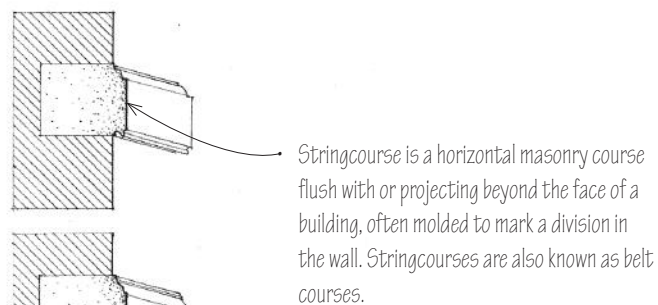 Stringcourse is a horizontal masonry course
flush with or projecting beyond the face of a
building, often molded to mark a division in
the wall. Stringcourses are also known as belt
courses.